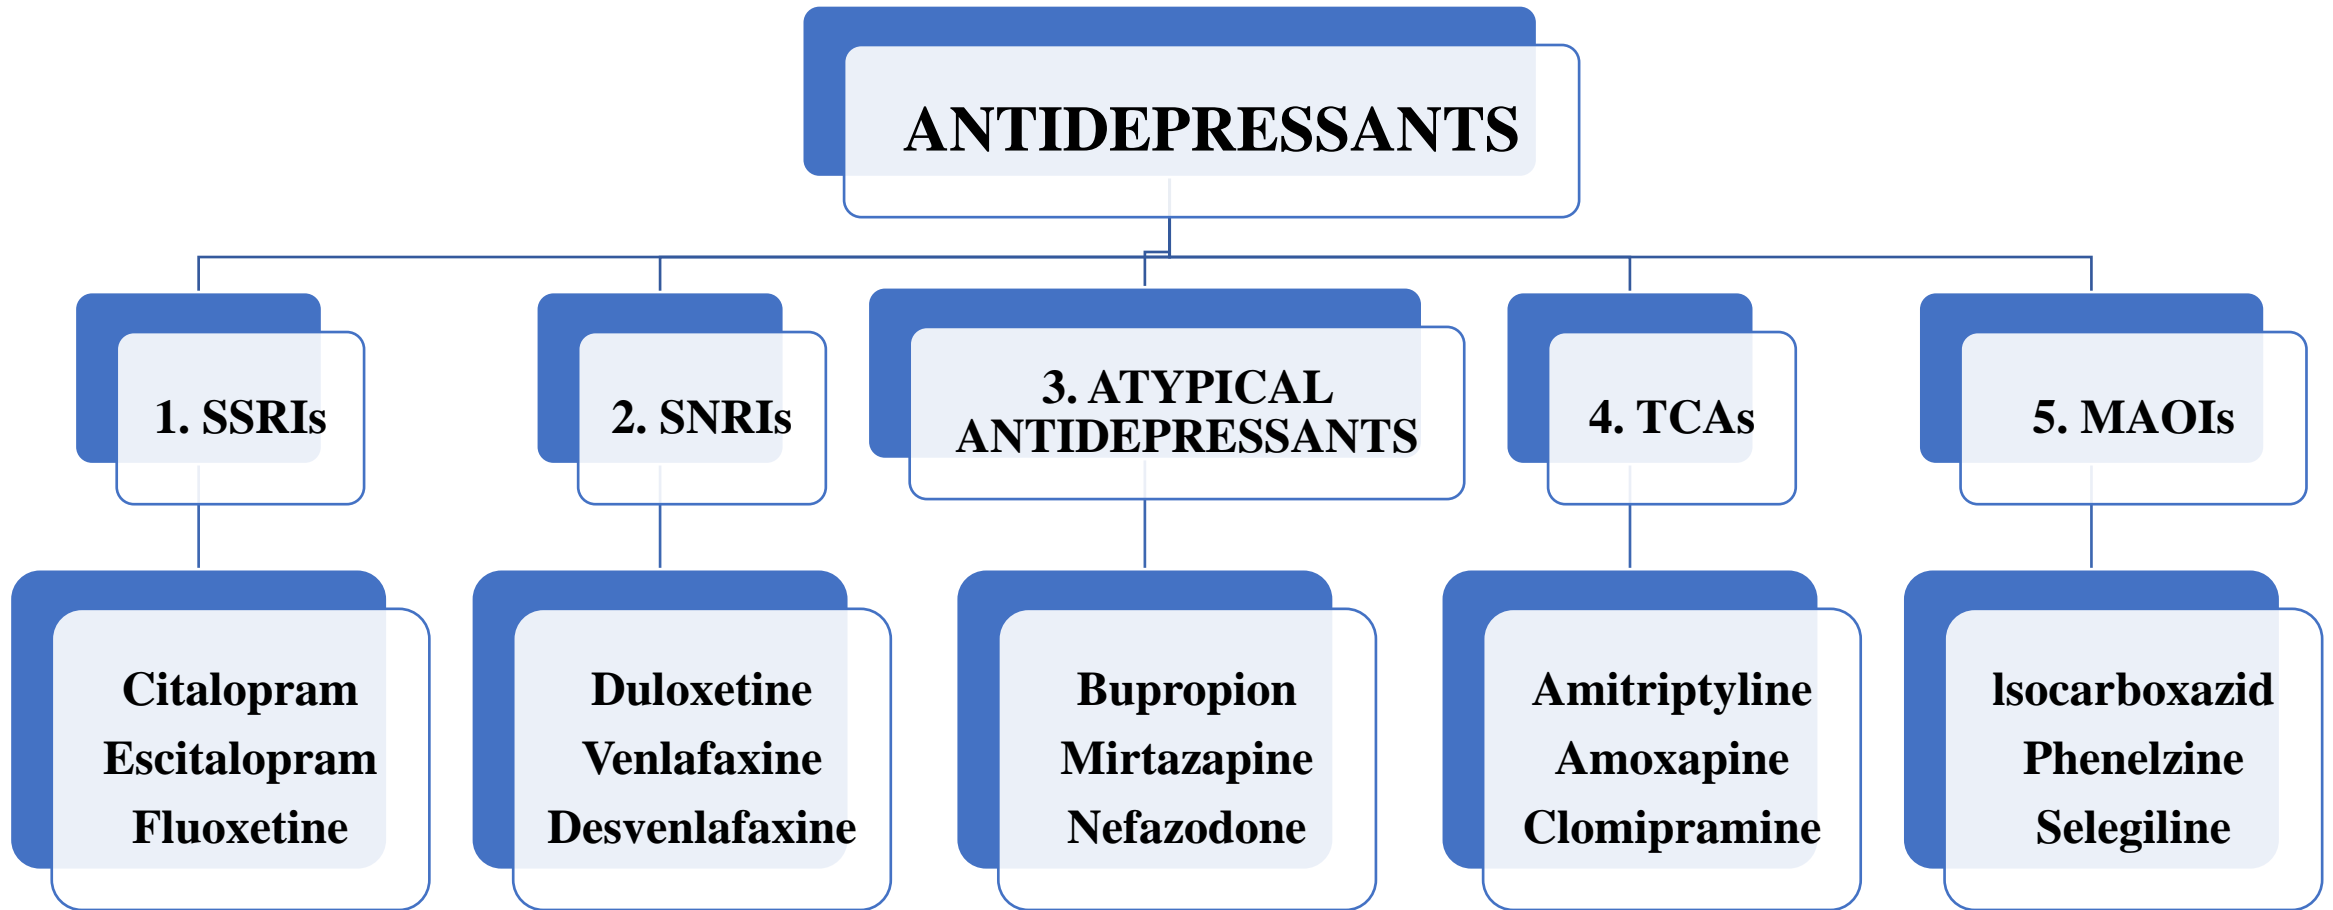 ANTIDEPRESSANTS
1. SSRIs
2. SNRIs
3. ATYPICAL
ANTIDEPRESSANTS
4. TCAs
5. MAOIs
Citalopram
Escitalopram
Fluoxetine
Duloxetine
Venlafaxine
Desvenlafaxine
Bupropion
Mirtazapine
Nefazodone
Amitriptyline
Amoxapine
Clomipramine
lsocarboxazid
Phenelzine
Selegiline